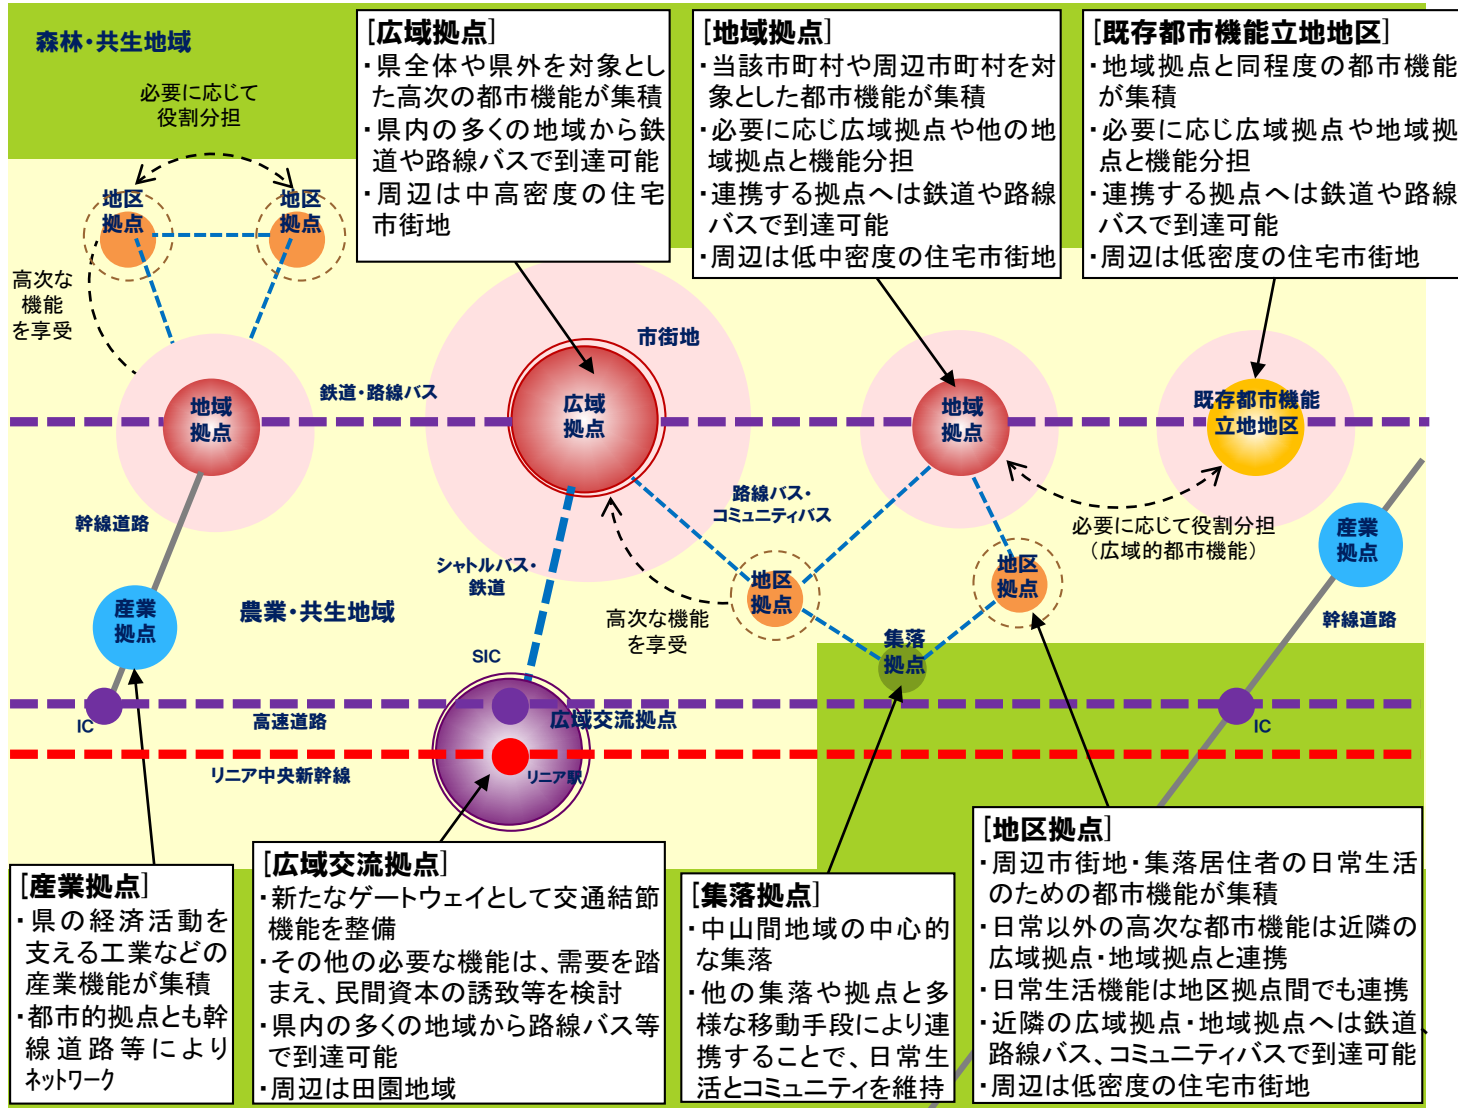 森林・共生地域
必要に応じて
役割分担
地区
拠点
地区
拠点
高次な
機能
を享受
[広域拠点]
・県全体や県外を対象とし
た高次の都市機能が集積
・県内の多くの地域から鉄
道や路線バスで到達可能
・周辺は中高密度の住宅
市街地
[地域拠点]
・当該市町村や周辺市町村を対
象とした都市機能が集積
・必要に応じ広域拠点や他の地
域拠点と機能分担
・連携する拠点へは鉄道や路線
バスで到達可能
・周辺は低中密度の住宅市街地
[既存都市機能立地地区]
・地域拠点と同程度の都市機能
が集積
・必要に応じ広域拠点や地域拠
点と機能分担
・連携する拠点へは鉄道や路線
バスで到達可能
・周辺は低密度の住宅市街地
市街地
鉄道・路線バス
地域
拠点
広域
拠点
地域
拠点
既存都市機能
立地地区
幹線道路
シャトルバス・
鉄道
路線バス・
コミュニティバス
必要に応じて役割分担
（広域的都市機能）
産業
拠点
地区
拠点
地区
拠点
高次な機能
を享受
幹線道路
産業
拠点
農業・共生地域
集落
拠点
SIC
IC
高速道路
広域交流拠点
IC
リニア中央新幹線
リニア駅
[産業拠点]
・県の経済活動を
支える工業などの
産業機能が集積
・都市的拠点とも幹
線道路等により
ネットワーク
[広域交流拠点]
・新たなゲートウェイとして交通結節
機能を整備
・その他の必要な機能は、需要を踏
まえ、民間資本の誘致等を検討
・県内の多くの地域から路線バス等
で到達可能
・周辺は田園地域
[集落拠点]
・中山間地域の中心的
な集落
・他の集落や拠点と多
様な移動手段により連
携することで、日常生
活とコミュニティを維持
[地区拠点]
・周辺市街地・集落居住者の日常生活
のための都市機能が集積
・日常以外の高次な都市機能は近隣の
広域拠点・地域拠点と連携
・日常生活機能は地区拠点間でも連携
・近隣の広域拠点・地域拠点へは鉄道、
路線バス、コミュニティバスで到達可能
・周辺は低密度の住宅市街地